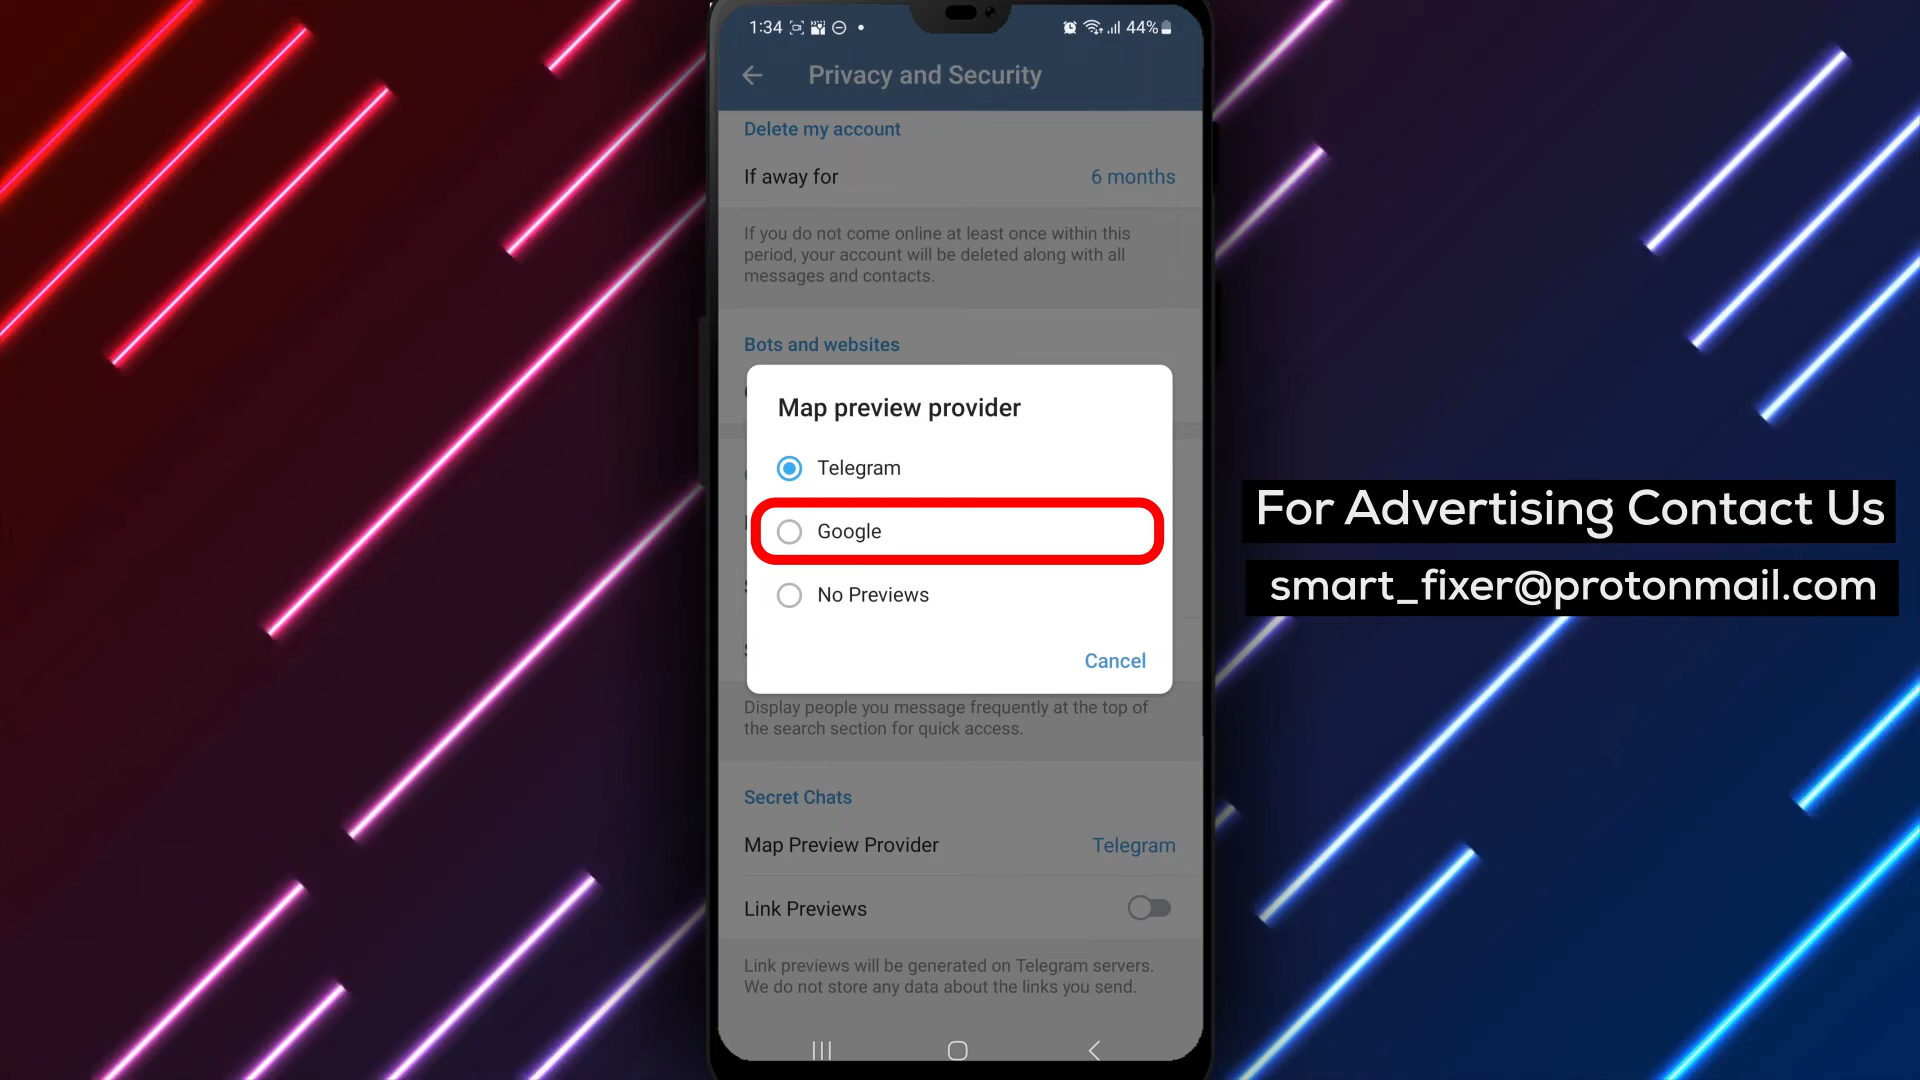 1:34
44%
Privacy and Security
Delete my account
If away for 6 months
If you do not come online at least once within this
period, your account will be deleted along with all
messages and contacts.
Bots and websites
Map preview provider
Telegram
Google
No Previews
Cancel
Display people you message frequently at the top of
the search section for quick access.
Secret Chats
Map Preview Provider Telegram
Link Previews
Link previews will be generated on Telegram servers.
We do not store any data about the links you send.
For Advertising Contact Us
smart_fixer@protonmail.com